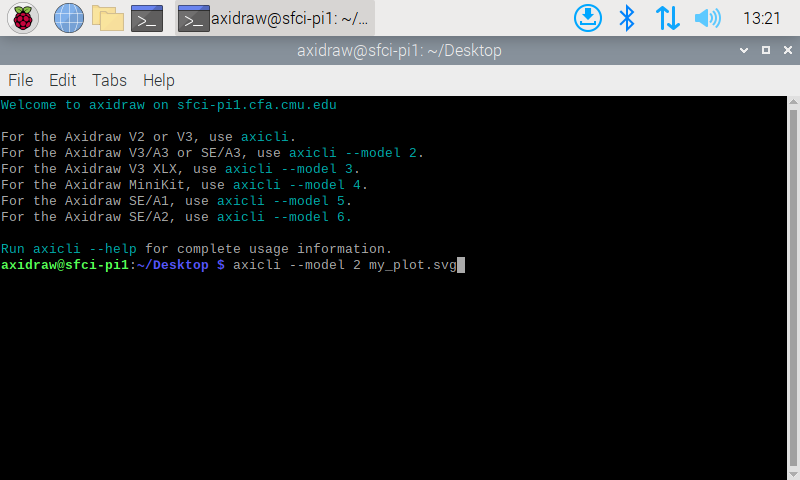 axidraw@sfci-pi1: ~/...
13:21
axidraw@sfci-pi1: ~/Desktop
File Edit Tabs Help
Welcome to axidraw on sfci-pi1.cfa.cmu.edu
For the Axidraw V2 or V3, use axicli.
For the Axidraw V3/A3 or SE/A3, use axicli --model 2.
For the Axidraw V3 XLX, use axicli --model 3.
For the Axidraw MiniKit, use axicli --model 4.
For the Axidraw SE/A1, use axicli --model 5.
For the Axidraw SE/A2, use axicli --model 6.
Run axicli --help for complete usage information.
axidraw@sfci-pi1:~/Desktop $ axicli --model 2 my_plot.svg